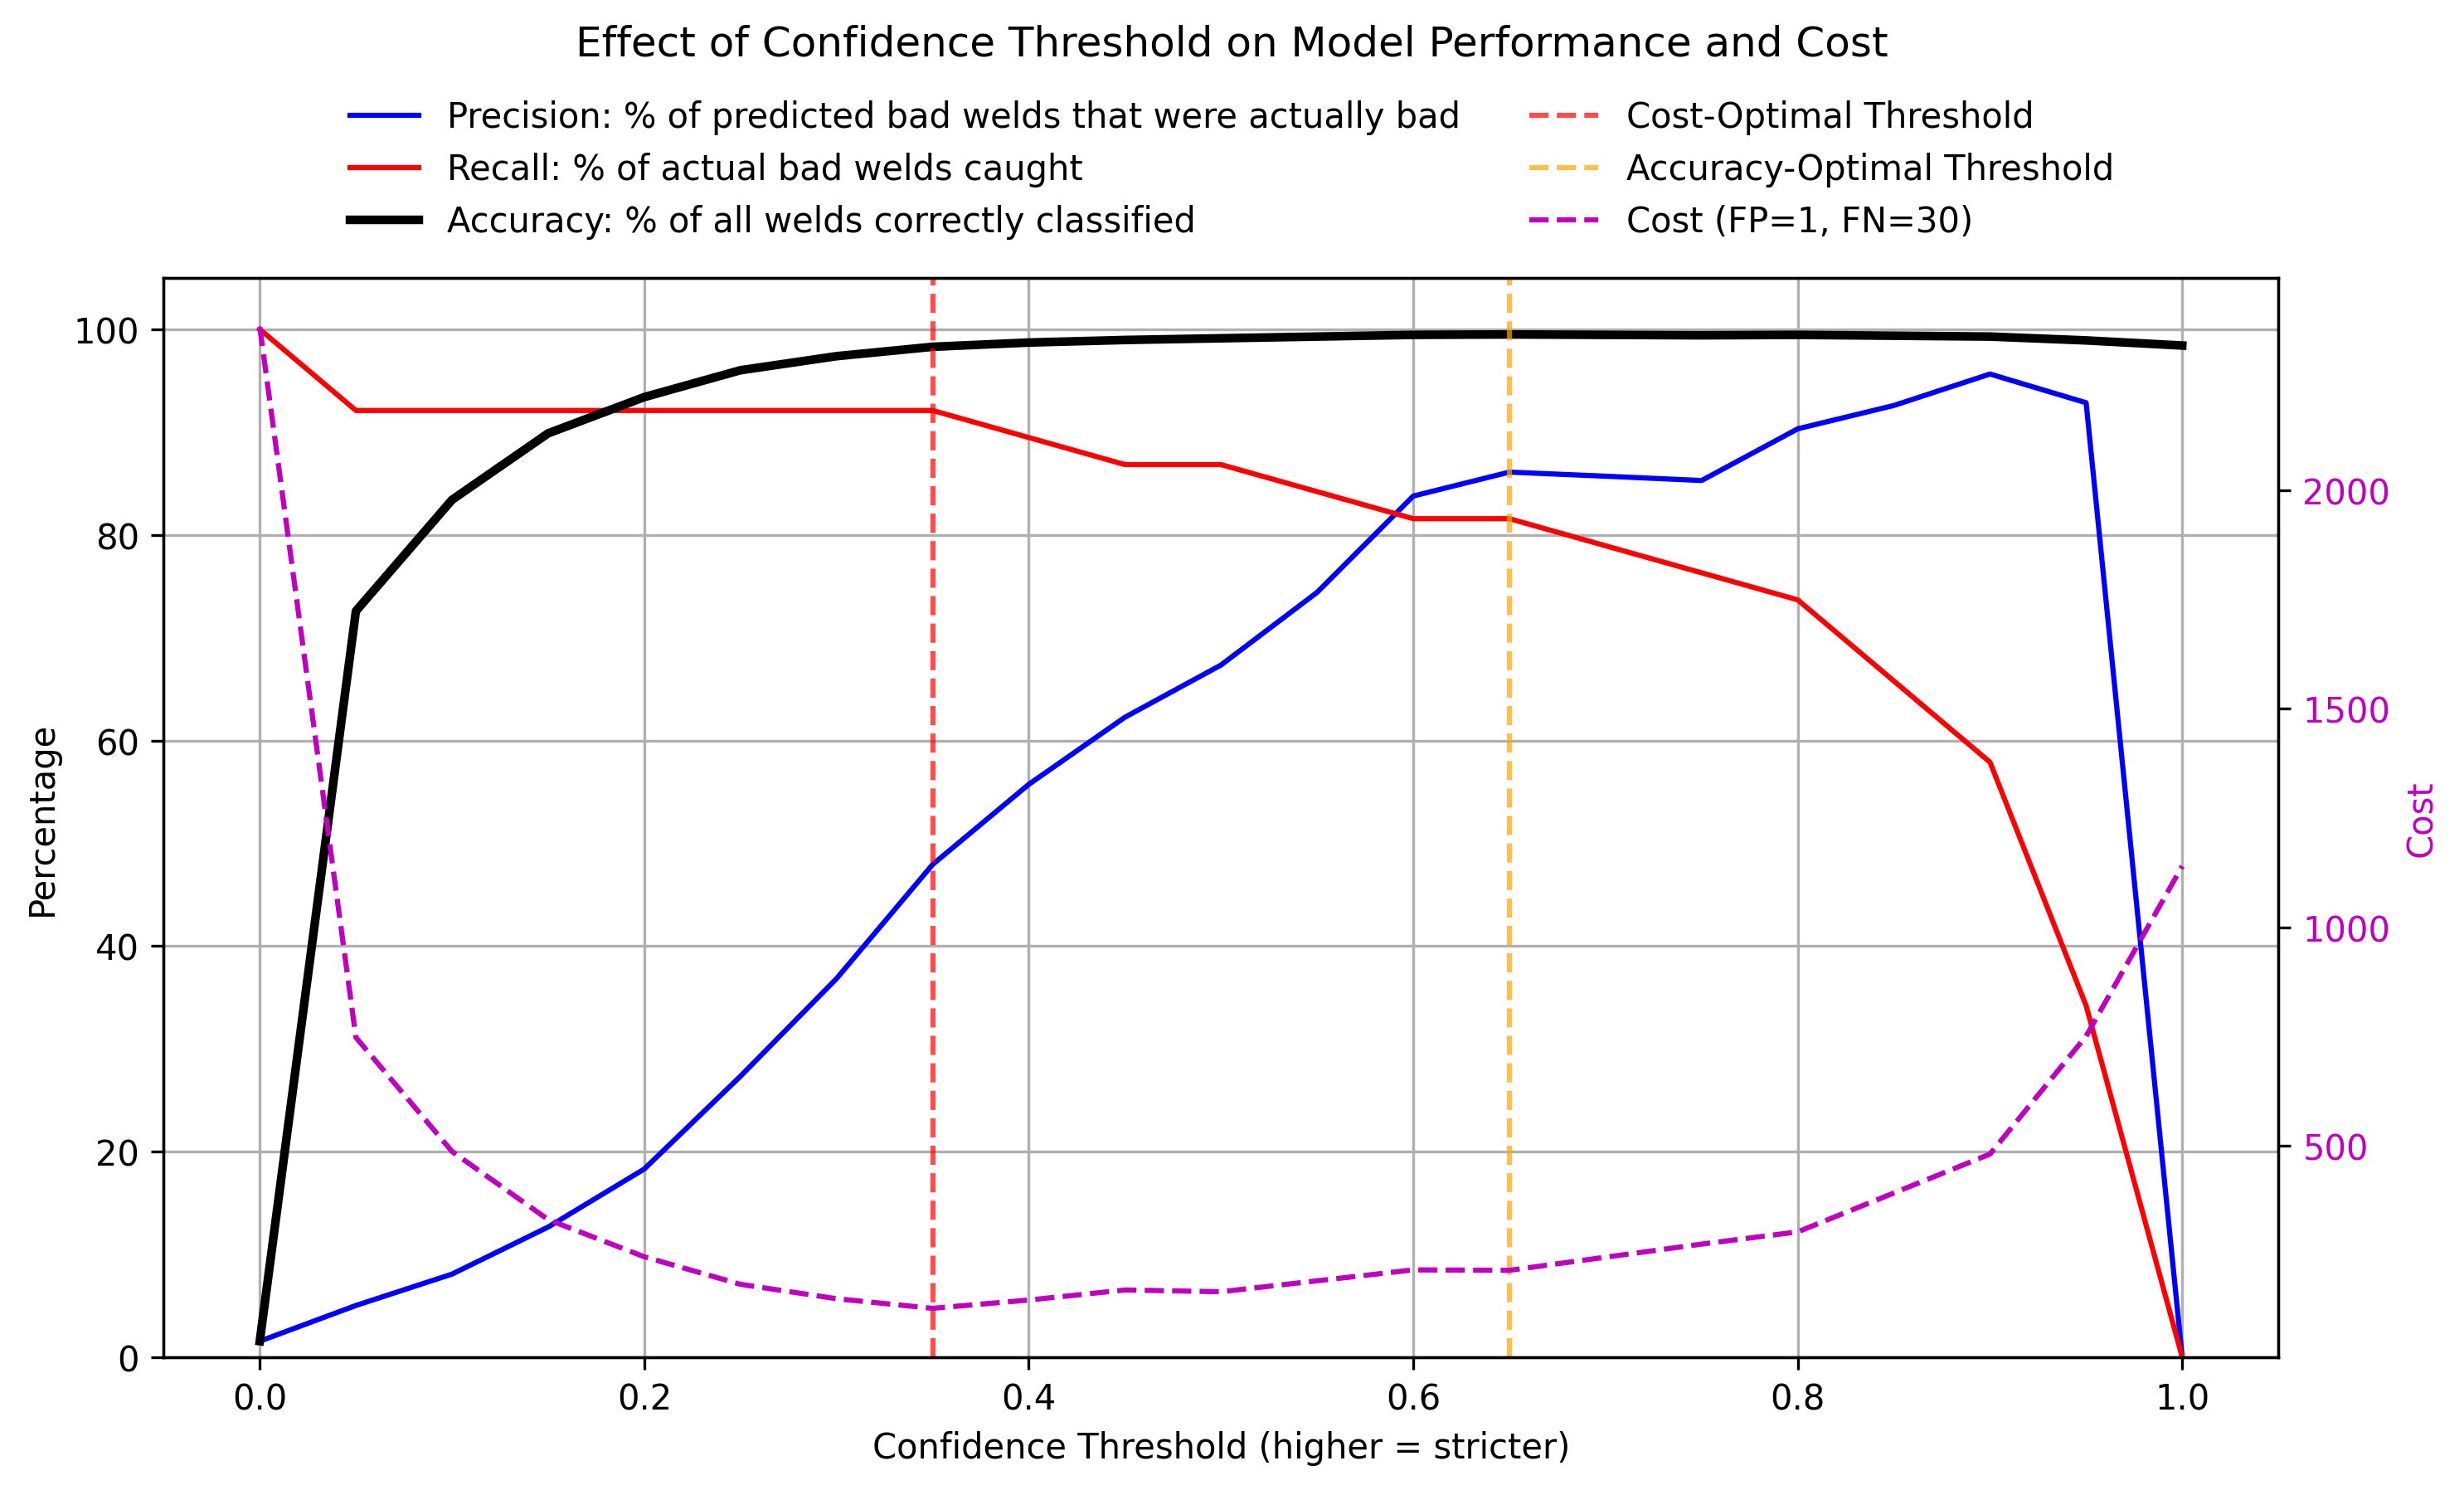 Effect of Confidence Threshold on Model Performance and Cost
Precision: % of predicted bad welds that were actually bad
Recall: % of actual bad welds caught
Accuracy: % of all welds correctly classified
Cost-Optimal Threshold
Accuracy-Optimal Threshold
Cost (FP=1, FN=30)
Percentage
100
80
60
40
20
0
0.0
0.2
0.4
0.6
0.8
1.0
Confidence Threshold (higher = stricter)
2000
1500
1000
500
Cost